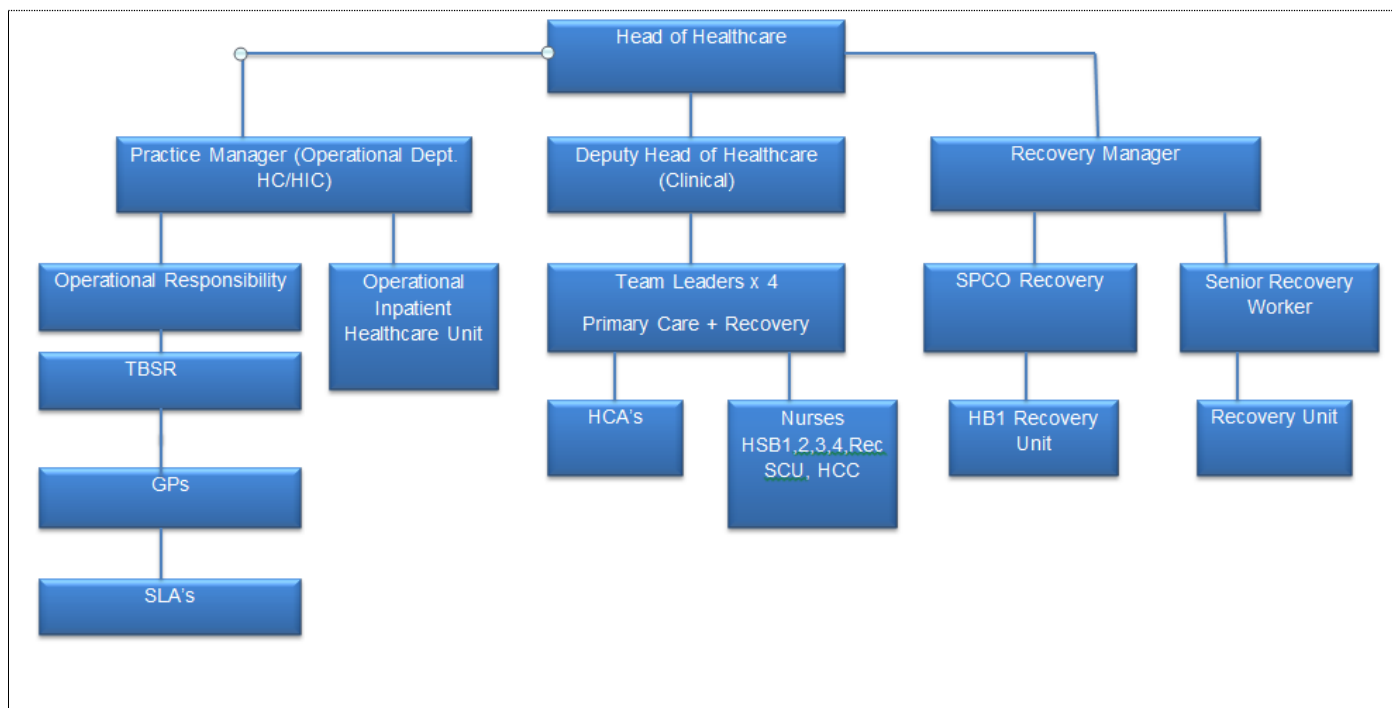 Head of Healthcare
Practice Manager (Operational Dept.
HC/HIC)
Deputy Head of Healthcare
(Clinical)
Recovery Manager
Operational Responsibility
Operational
Inpatient
Healthcare Unit
Team Leaders x 4
Primary Care + Recovery
SPCO Recovery
Senior Recovery
Worker
TBSR
HCA's
Nurses
HSB1,2,3,4,Rec
SCU, HCC
HB1 Recovery
Unit
Recovery Unit
GPs
SLA's